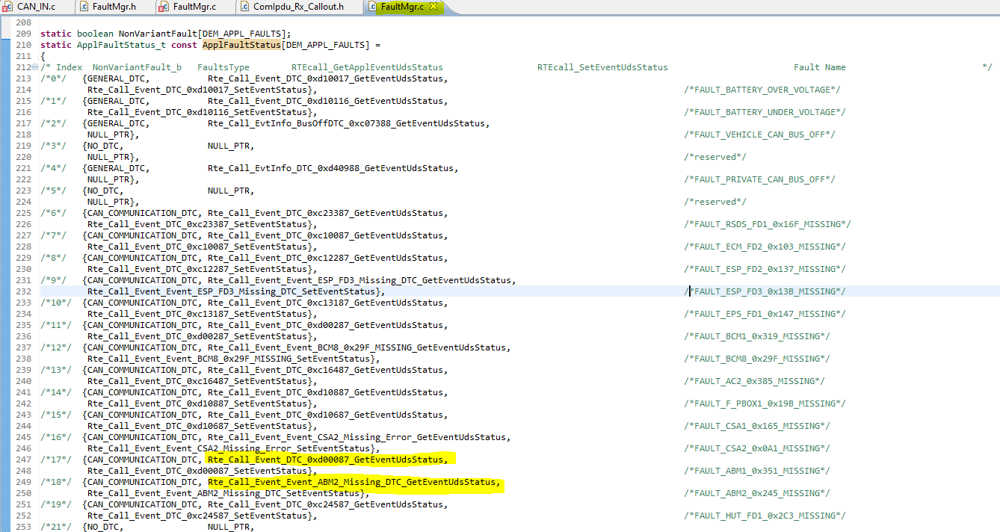 CAN_IN.c FaultMgr.h FaultMgr.c ComIpdu_Rx_Callout.h FaultMgr.c
208
209 static boolean NonVariantFault[DEM_APPL_FAULTS];
210 static ApplFaultStatus_t const ApplFaultStatus[DEM_APPL_FAULTS] =
211 {
212 /* Index NonVariantFault_b FaultsType RTEcall_GetApplEventUdsStatus RTEcall_SetEventUdsStatus Fault Name */
213 /*0*/ {GENERAL_DTC, Rte_Call_Event_DTC_0xd10017_GetEventUdsStatus,
214 Rte_Call_Event_DTC_0xd10017_SetEventStatus}, /*FAULT_BATTERY_OVER_VOLTAGE*/
215 /*1*/ {GENERAL_DTC, Rte_Call_Event_DTC_0xd10116_GetEventUdsStatus,
216 Rte_Call_Event_DTC_0xd10116_SetEventStatus}, /*FAULT_BATTERY_UNDER_VOLTAGE*/
217 /*2*/ {GENERAL_DTC, Rte_Call_EvtInfo_BusOffDTC_0xc07388_GetEventUdsStatus,
218 NULL_PTR}, /*FAULT_VEHICLE_CAN_BUS_OFF*/
219 /*3*/ {NO_DTC, NULL_PTR,
220 NULL_PTR}, /*reserved*/
221 /*4*/ {GENERAL_DTC, Rte_Call_EvtInfo_DTC_0xd40988_GetEventUdsStatus,
222 NULL_PTR}, /*FAULT_PRIVATE_CAN_BUS_OFF*/
223 /*5*/ {NO_DTC, NULL_PTR,
224 NULL_PTR}, /*reserved*/
225 /*6*/ {CAN_COMMUNICATION_DTC, Rte_Call_Event_DTC_0xc23387_GetEventUdsStatus,
226 Rte_Call_Event_DTC_0xc23387_SetEventStatus}, /*FAULT_RSDS_FD1_0x16F_MISSING*/
227 /*7*/ {CAN_COMMUNICATION_DTC, Rte_Call_Event_DTC_0xc10087_GetEventUdsStatus,
228 Rte_Call_Event_DTC_0xc10087_SetEventStatus}, /*FAULT_ECM_FD2_0x103_MISSING*/
229 /*8*/ {CAN_COMMUNICATION_DTC, Rte_Call_Event_DTC_0xc12287_GetEventUdsStatus,
230 Rte_Call_Event_DTC_0xc12287_SetEventStatus}, /*FAULT_ESP_FD2_0x137_MISSING*/
231 /*9*/ {CAN_COMMUNICATION_DTC, Rte_Call_Event_Event_ESP_FD3_Missing_DTC_GetEventUdsStatus,
232 Rte_Call_Event_Event_ESP_FD3_Missing_DTC_SetEventStatus}, /*FAULT_ESP_FD3_0x13B_MISSING*/
233 /*10*/ {CAN_COMMUNICATION_DTC, Rte_Call_Event_DTC_0xc13187_GetEventUdsStatus,
234 Rte_Call_Event_DTC_0xc13187_SetEventStatus}, /*FAULT_EPS_FD1_0x147_MISSING*/
235 /*11*/ {CAN_COMMUNICATION_DTC, Rte_Call_Event_DTC_0xd00287_GetEventUdsStatus,
236 Rte_Call_Event_DTC_0xd00287_SetEventStatus}, /*FAULT_BCM1_0x319_MISSING*/
237 /*12*/ {CAN_COMMUNICATION_DTC, Rte_Call_Event_Event_BCM8_0x29F_MISSING_GetEventUdsStatus,
238 Rte_Call_Event_Event_BCM8_0x29F_MISSING_SetEventStatus}, /*FAULT_BCM8_0x29F_MISSING*/
239 /*13*/ {CAN_COMMUNICATION_DTC, Rte_Call_Event_DTC_0xc16487_GetEventUdsStatus,
240 Rte_Call_Event_DTC_0xc16487_SetEventStatus}, /*FAULT_AC2_0x385_MISSING*/
241 /*14*/ {CAN_COMMUNICATION_DTC, Rte_Call_Event_DTC_0xd10887_GetEventUdsStatus,
242 Rte_Call_Event_DTC_0xd10887_SetEventStatus}, /*FAULT_F_PBOX1_0x19B_MISSING*/
243 /*15*/ {CAN_COMMUNICATION_DTC, Rte_Call_Event_DTC_0xd10687_GetEventUdsStatus,
244 Rte_Call_Event_DTC_0xd10687_SetEventStatus}, /*FAULT_CSA1_0x165_MISSING*/
245 /*16*/ {CAN_COMMUNICATION_DTC, Rte_Call_Event_Event_CSA2_Missing_Error_GetEventUdsStatus,
246 Rte_Call_Event_Event_CSA2_Missing_Error_SetEventStatus}, /*FAULT_CSA2_0x0A1_MISSING*/
247 /*17*/ {CAN_COMMUNICATION_DTC, Rte_Call_Event_DTC_0xd00087_GetEventUdsStatus,
248 Rte_Call_Event_DTC_0xd00087_SetEventStatus}, /*FAULT_ABM1_0x351_MISSING*/
249 /*18*/ {CAN_COMMUNICATION_DTC, Rte_Call_Event_Event_ABM2_Missing_DTC_GetEventUdsStatus,
250 Rte_Call_Event_Event_ABM2_Missing_DTC_SetEventStatus}, /*FAULT_ABM2_0x245_MISSING*/
251 /*19*/ {CAN_COMMUNICATION_DTC, Rte_Call_Event_DTC_0xc24587_GetEventUdsStatus,
252 Rte_Call_Event_DTC_0xc24587_SetEventStatus}, /*FAULT_HUT_FD1_0x2C3_MISSING*/
253 /*21*/ {NO_DTC, NULL_PTR,